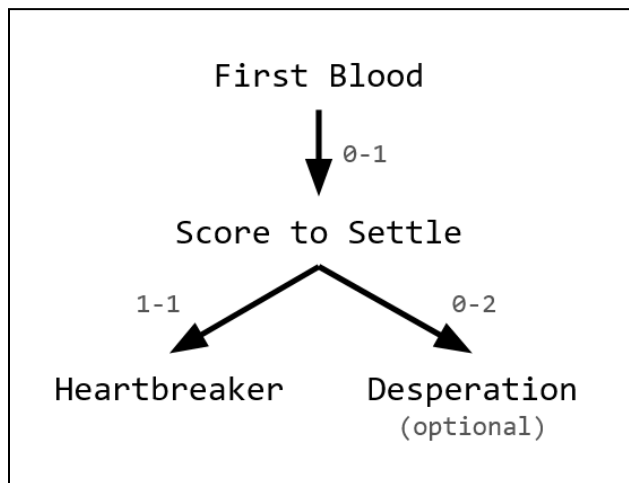 First Blood
0-1
Score to Settle
1-1
0-2
Heartbreaker
Desperation
(optional)